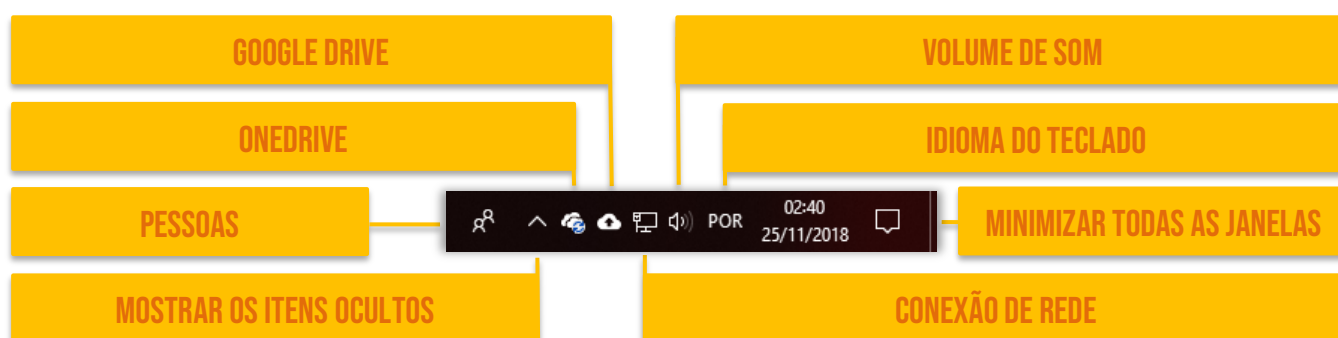 GOOGLE DRIVE
VOLUME DE SOM
ONEDRIVE
IDIOMA DO TECLADO
PESSOAS
POR
02:40
25/11/2018
MINIMIZAR TODAS AS JANELAS
MOSTRAR OS ITENS OCULTOS
CONEXÃO DE REDE